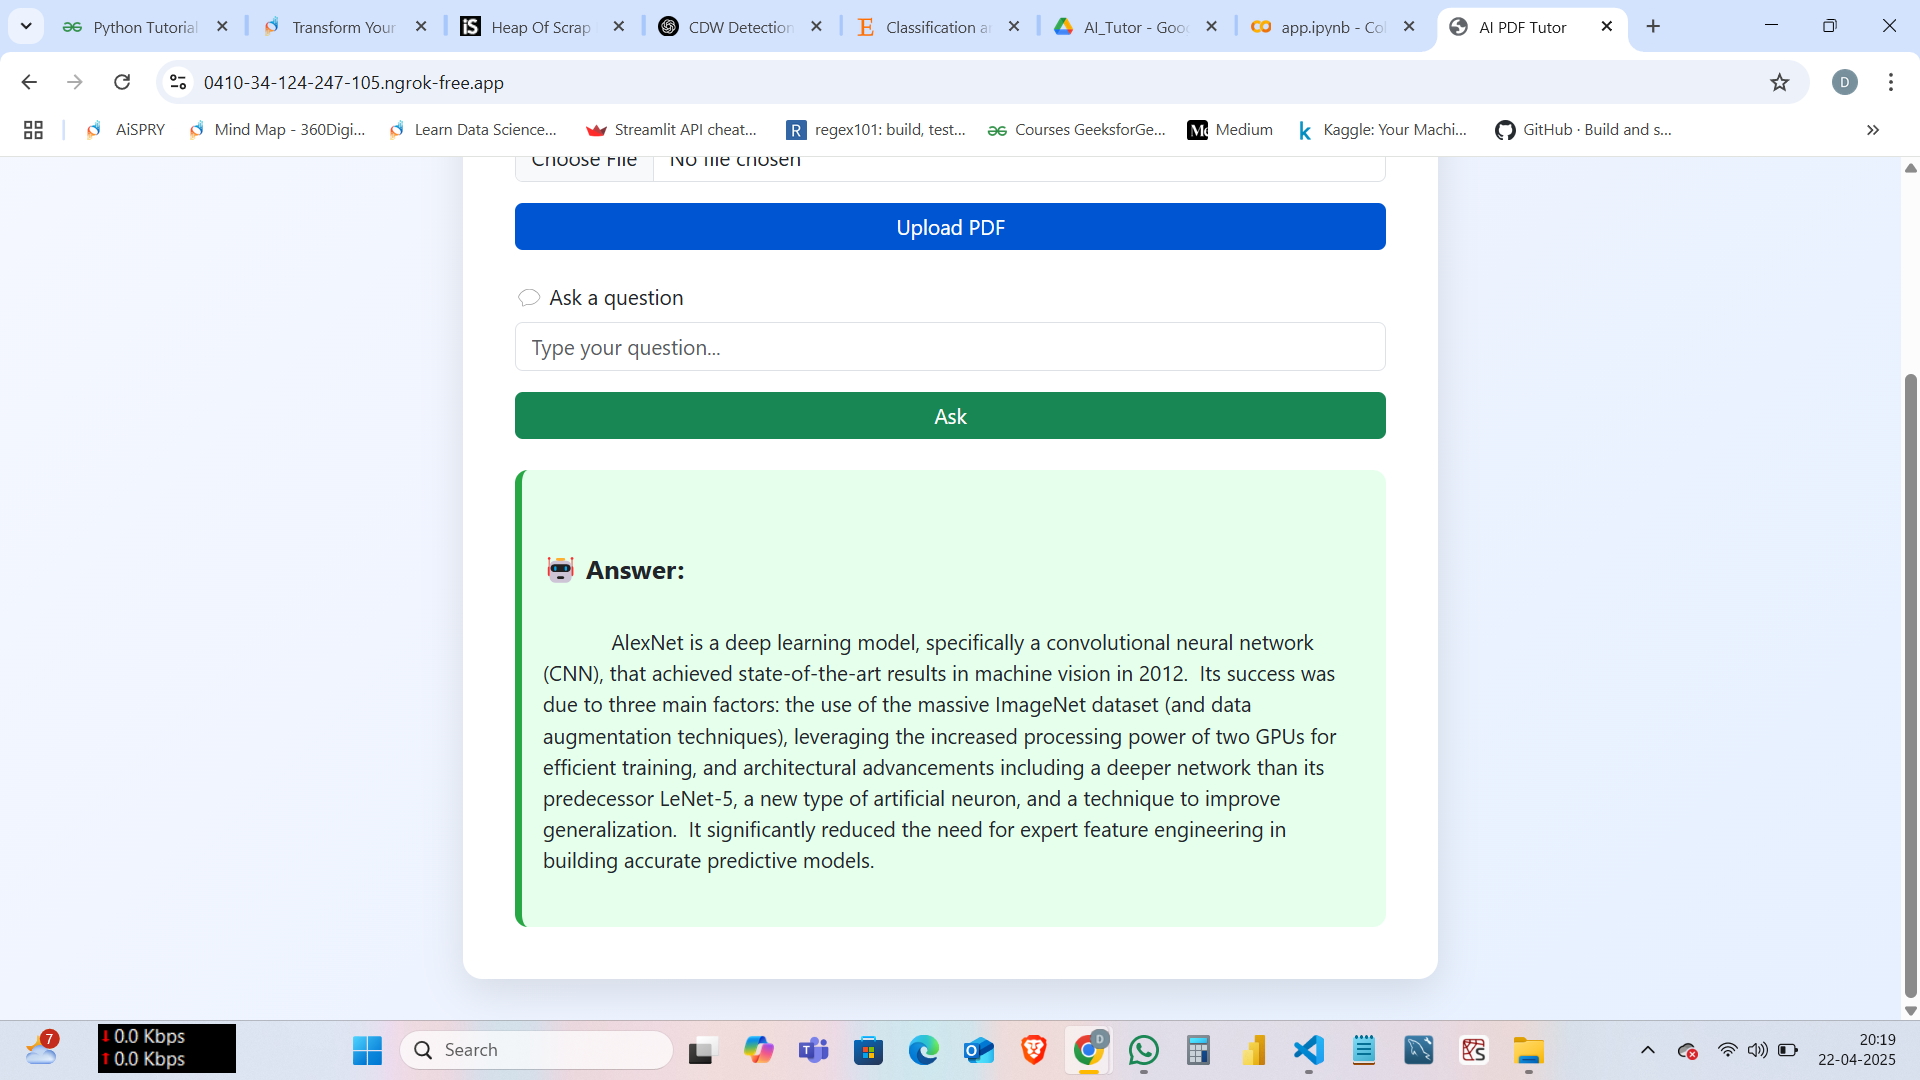 Python Tutorial
Transform Your
Heap Of Scrap
CDW Detection
Classification an
AI_Tutor - Goo
app.ipynb - Col
AI PDF Tutor
0410-34-124-247-105.ngrok-free.app
D
AiSPRY
Mind Map - 360Digi...
Learn Data Science...
Streamlit API cheat...
regex101: build, test...
Courses GeeksforGe...
Medium
Kaggle: Your Machi...
GitHub · Build and s...
Choose File
No file chosen
Upload PDF
Ask a question
Type your question...
Ask
Answer:
AlexNet is a deep learning model, specifically a convolutional neural network
(CNN), that achieved state-of-the-art results in machine vision in 2012. Its success was
due to three main factors: the use of the massive ImageNet dataset (and data
augmentation techniques), leveraging the increased processing power of two GPUs for
efficient training, and architectural advancements including a deeper network than its
predecessor LeNet-5, a new type of artificial neuron, and a technique to improve
generalization. It significantly reduced the need for expert feature engineering in
building accurate predictive models.
7
0.0 Kbps
0.0 Kbps
Search
20:19
22-04-2025